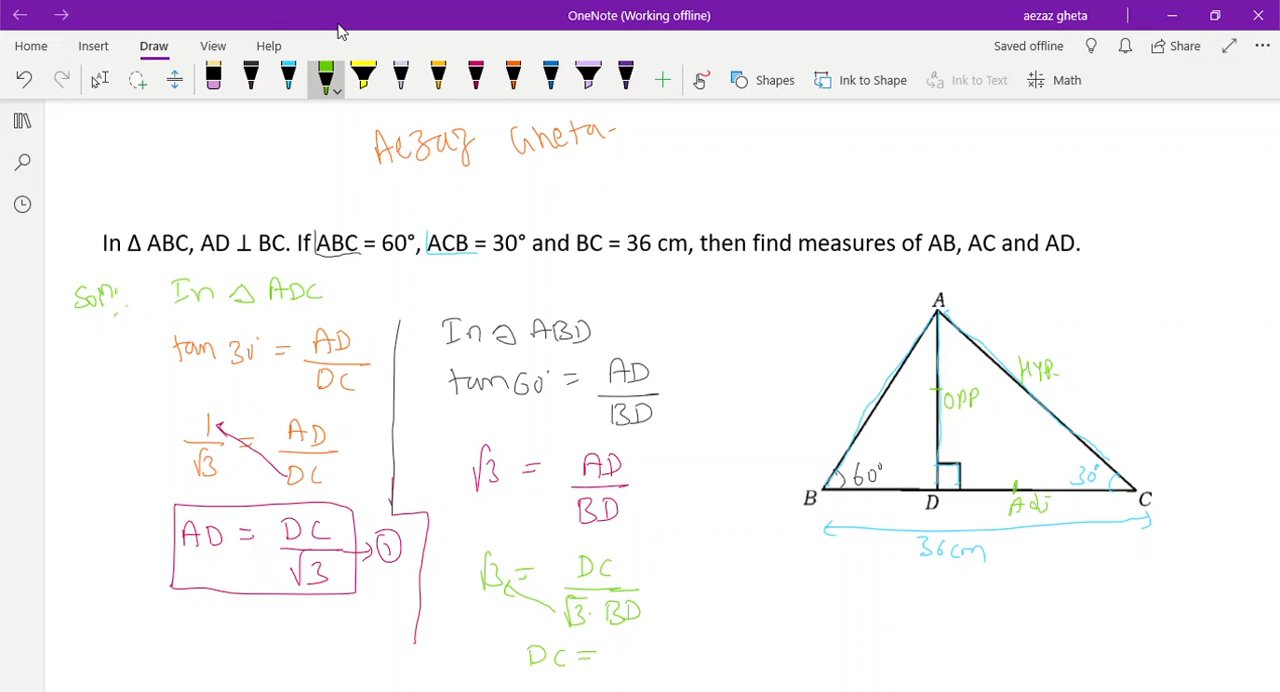 OneNote (Working offline)
aezaz gheta
Home Insert Draw View Help
Saved offline
Share
Shapes
Ink to Shape
Ink to Text
Math
Aezaz Gheta-
In Δ ABC, AD ⊥ BC. If ABC = 60°, ACB = 30° and BC = 36 cm, then find measures of AB, AC and AD.
Soln:
In △ ADC
tan 30° = AD/DC
1/√3 = AD/DC
AD = DC/√3 → ①
In △ ABD
tan 60° = AD/BD
√3 = AD/BD
√3 = DC/√3 · BD
DC =
A
HYP
OPP
60°
30°
B
D
Adj
C
36cm